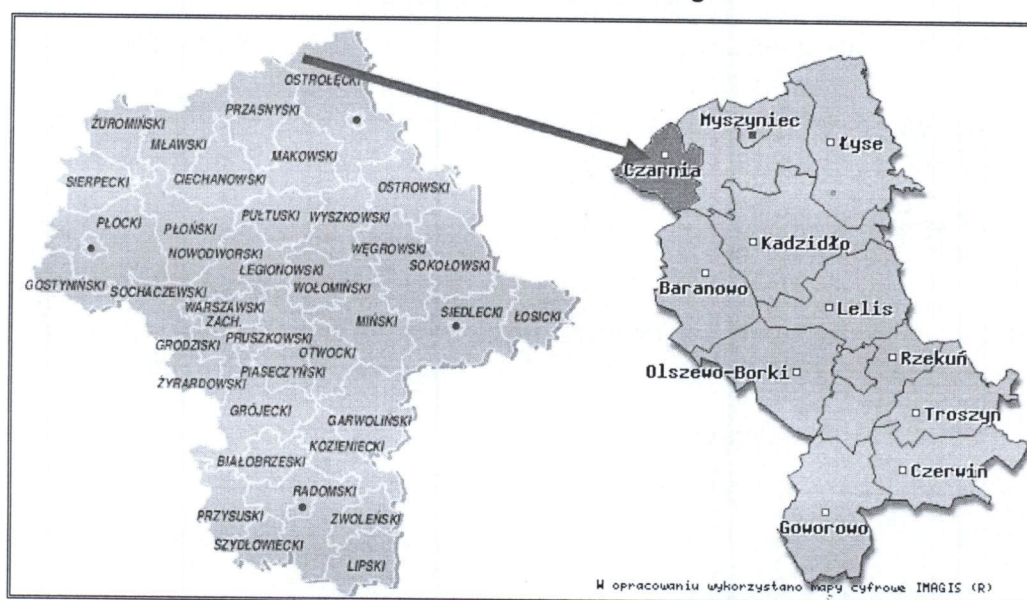 OSTROŁĘCKI
PRZASNYSKI
ŻUROMIŃSKI
MŁAWSKI
MAKOWSKI
SIERPECKI
CIECHANOWSKI
OSTROWSKI
PŁOCKI
PŁOŃSKI
PUŁTUSKI
WYSZKOWSKI
NOWODWORSKI
WĘGROWSKI
LEGIONOWSKI
SOKOŁOWSKI
GOSTYNIŃSKI
SOCHACZEWSKI
WOŁOMIŃSKI
WARSZAWSKI
ZACH.
MIŃSKI
SIEDLECKI
ŁOSICKI
GRODZISKI
PRUSZKOWSKI
OTWOCKI
ŻYRARDOWSKI
PIASECZYŃSKI
GRÓJECKI
GARWOLIŃSKI
KOZIENICKI
BIAŁOBRZESKI
RADOMSKI
PRZYSUSKI
ZWOLEŃSKI
SZYDŁOWIECKI
LIPSKI
Myszyniec
Łyse
Czarnia
Kadzidło
Baranowo
Lelis
Rzekuń
Olszewo-Borki
Troszyn
Czerwin
Goworowo
W opracowaniu wykorzystano mapy cyfrowe IMAGIS (R)